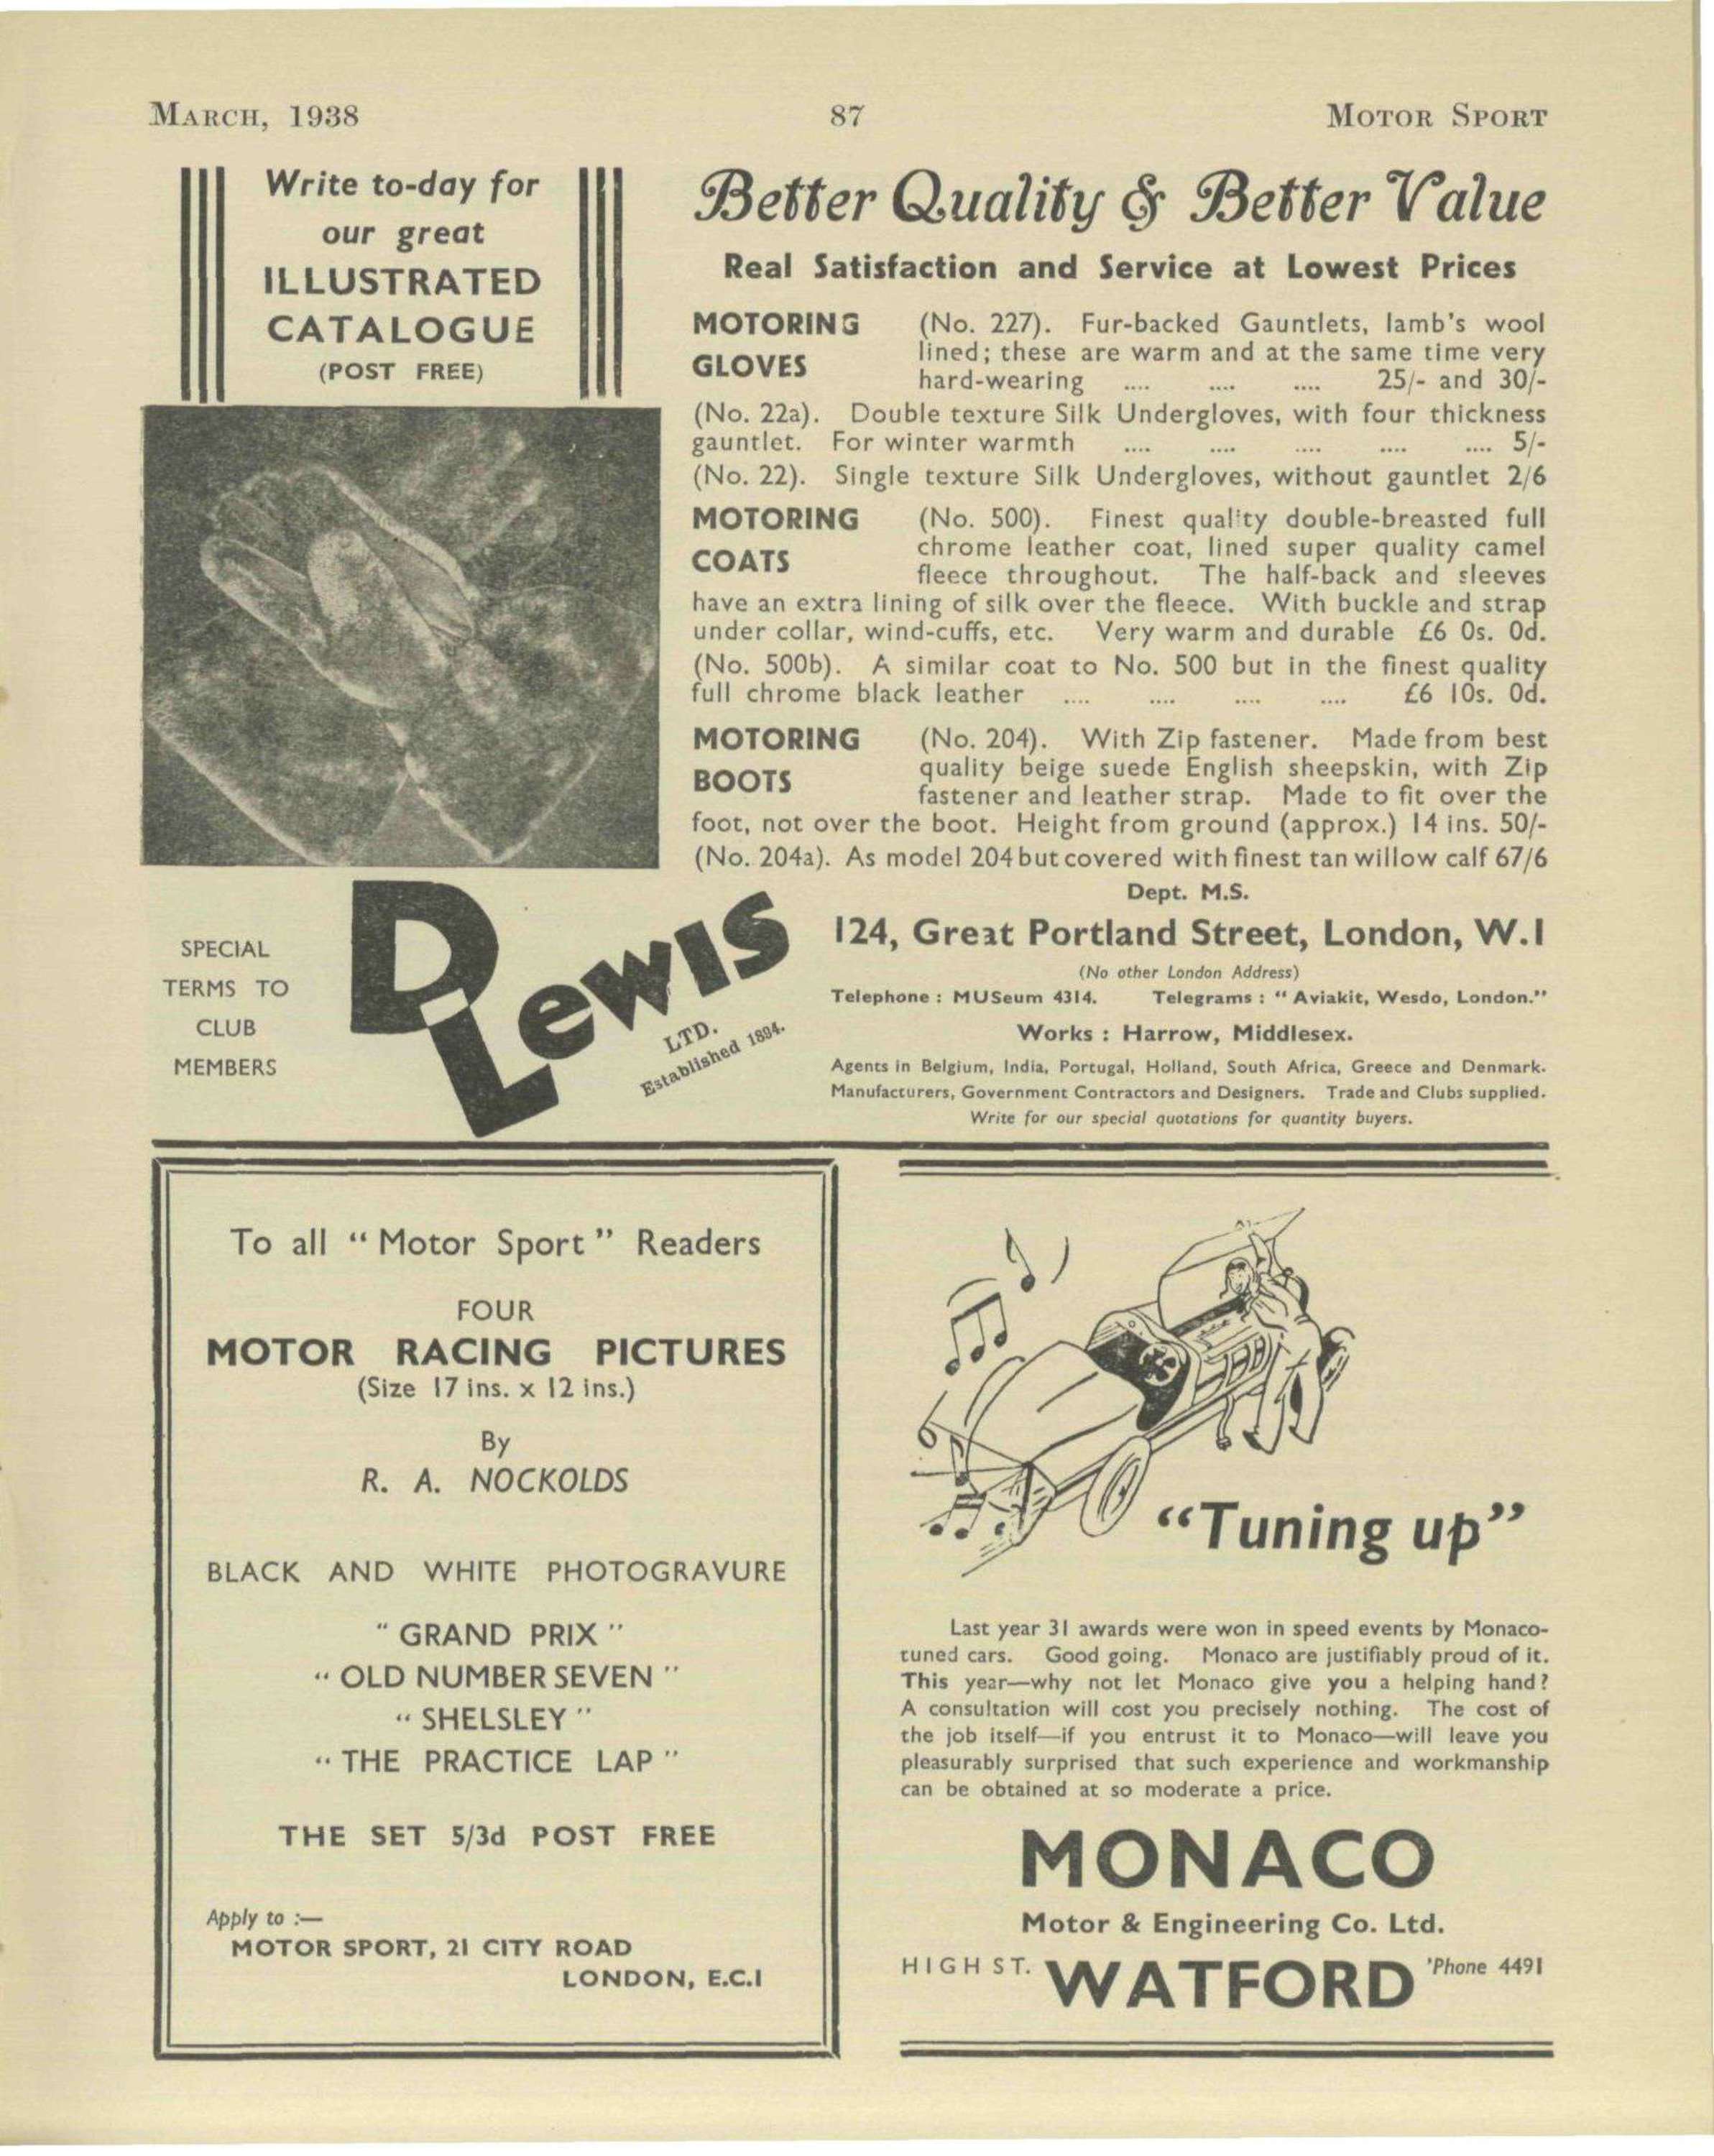 MARCH, 1938
87
MOTOR SPORT
Write to-day for
our great
ILLUSTRATED
CATALOGUE
(POST FREE)
Better Quality & Better Value
Real Satisfaction and Service at Lowest Prices
MOTORING GLOVES
(No. 227). Fur-backed Gauntlets, lamb's wool
lined; these are warm and at the same time very
hard-wearing .... .... .... 25/- and 30/-
(No. 22a). Double texture Silk Undergloves, with four thickness
gauntlet. For winter warmth .... .... .... .... .... 5/-
(No. 22). Single texture Silk Undergloves, without gauntlet 2/6
MOTORING COATS
(No. 500). Finest quality double-breasted full
chrome leather coat, lined super quality camel
fleece throughout. The half-back and sleeves
have an extra lining of silk over the fleece. With buckle and strap
under collar, wind-cuffs, etc. Very warm and durable £6 0s. 0d.
(No. 500b). A similar coat to No. 500 but in the finest quality
full chrome black leather .... .... .... .... £6 10s. 0d.
MOTORING BOOTS
(No. 204). With Zip fastener. Made from best
quality beige suede English sheepskin, with Zip
fastener and leather strap. Made to fit over the
foot, not over the boot. Height from ground (approx.) 14 ins. 50/-
(No. 204a). As model 204 but covered with finest tan willow calf 67/6
SPECIAL
TERMS TO
CLUB
MEMBERS
D Lewis
LTD.
Established 1894.
Dept. M.S.
124, Great Portland Street, London, W.1
(No other London Address)
Telephone : MUSeum 4314. Telegrams : "Aviakit, Wesdo, London."
Works : Harrow, Middlesex.
Agents in Belgium, India, Portugal, Holland, South Africa, Greece and Denmark.
Manufacturers, Government Contractors and Designers. Trade and Clubs supplied.
Write for our special quotations for quantity buyers.
To all "Motor Sport" Readers
FOUR
MOTOR RACING PICTURES
(Size 17 ins. x 12 ins.)
By
R. A. NOCKOLDS
BLACK AND WHITE PHOTOGRAVURE
"GRAND PRIX"
"OLD NUMBER SEVEN"
"SHELSLEY"
"THE PRACTICE LAP"
THE SET 5/3d POST FREE
Apply to :—
MOTOR SPORT, 21 CITY ROAD
LONDON, E.C.1
"Tuning up"
Last year 31 awards were won in speed events by Monaco-
tuned cars. Good going. Monaco are justifiably proud of it.
This year—why not let Monaco give you a helping hand?
A consultation will cost you precisely nothing. The cost of
the job itself—if you entrust it to Monaco—will leave you
pleasurably surprised that such experience and workmanship
can be obtained at so moderate a price.
MONACO
Motor & Engineering Co. Ltd.
HIGH ST. WATFORD 'Phone 4491